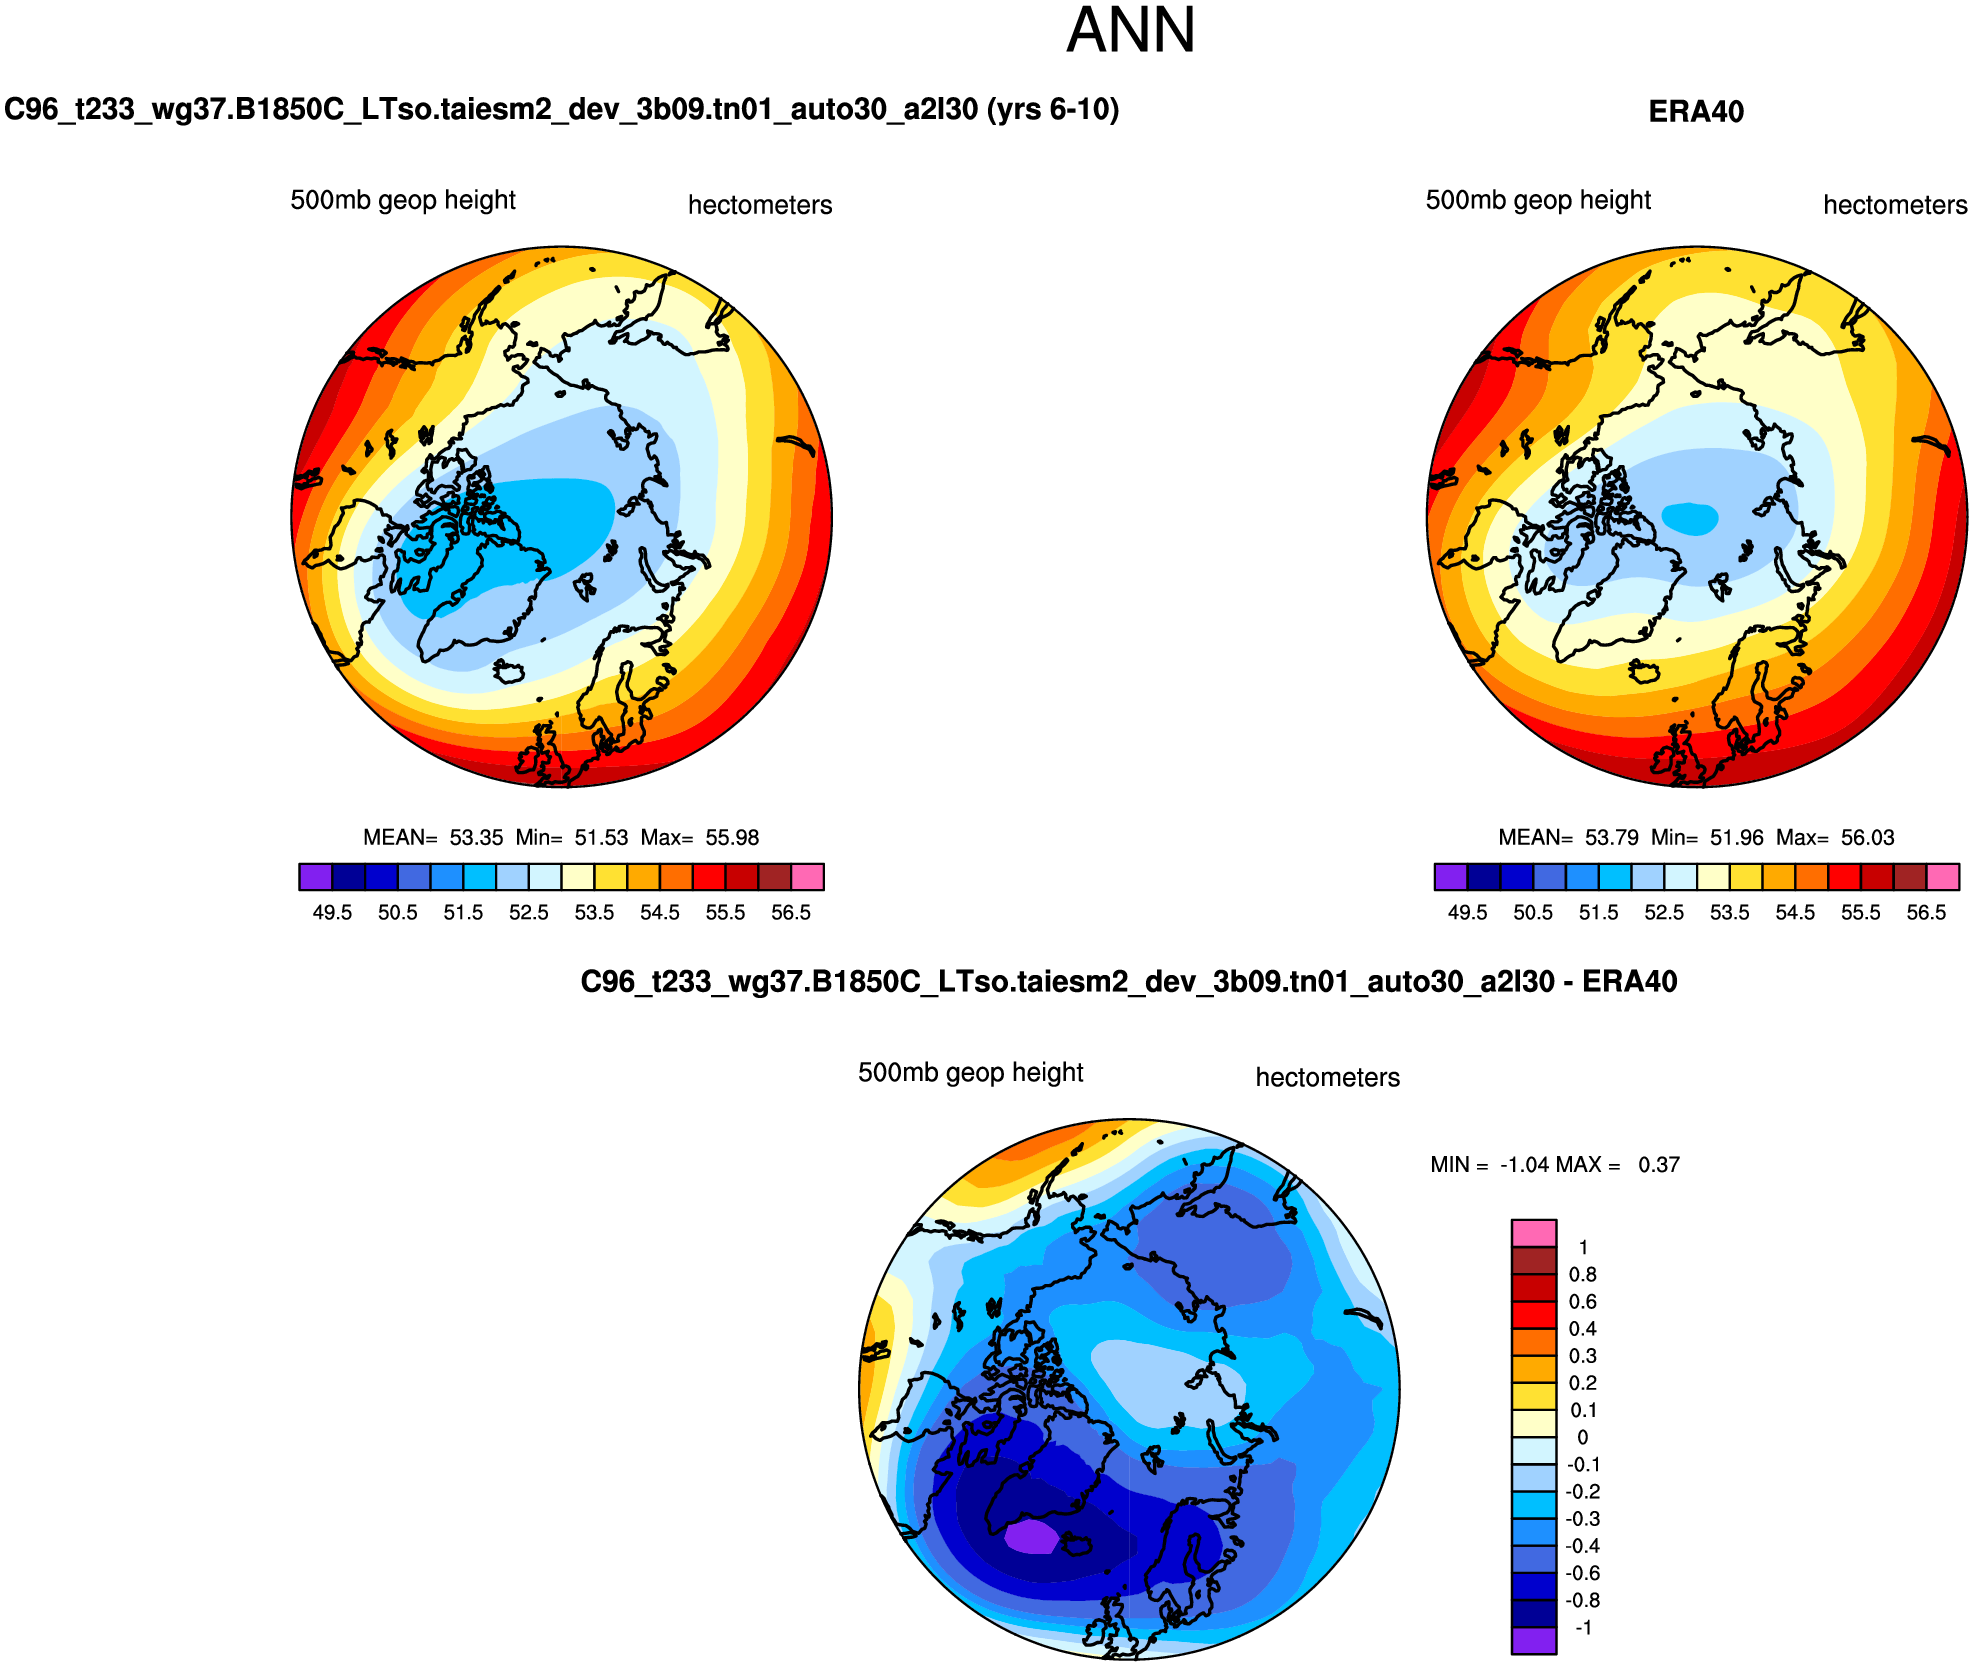 ANN
C96_t233_wg37.B1850C_LTso.taiesm2_dev_3b09.tn01_auto30_a2l30 (yrs 6-10)
ERA40
500mb geop height hectometers
500mb geop height hectometers
MEAN= 53.35 Min= 51.53 Max= 55.98
MEAN= 53.79 Min= 51.96 Max= 56.03
49.5 50.5 51.5 52.5 53.5 54.5 55.5 56.5
49.5 50.5 51.5 52.5 53.5 54.5 55.5 56.5
C96_t233_wg37.B1850C_LTso.taiesm2_dev_3b09.tn01_auto30_a2l30 - ERA40
500mb geop height hectometers
MIN = -1.04 MAX = 0.37
1
0.8
0.6
0.4
0.3
0.2
0.1
0
-0.1
-0.2
-0.3
-0.4
-0.6
-0.8
-1